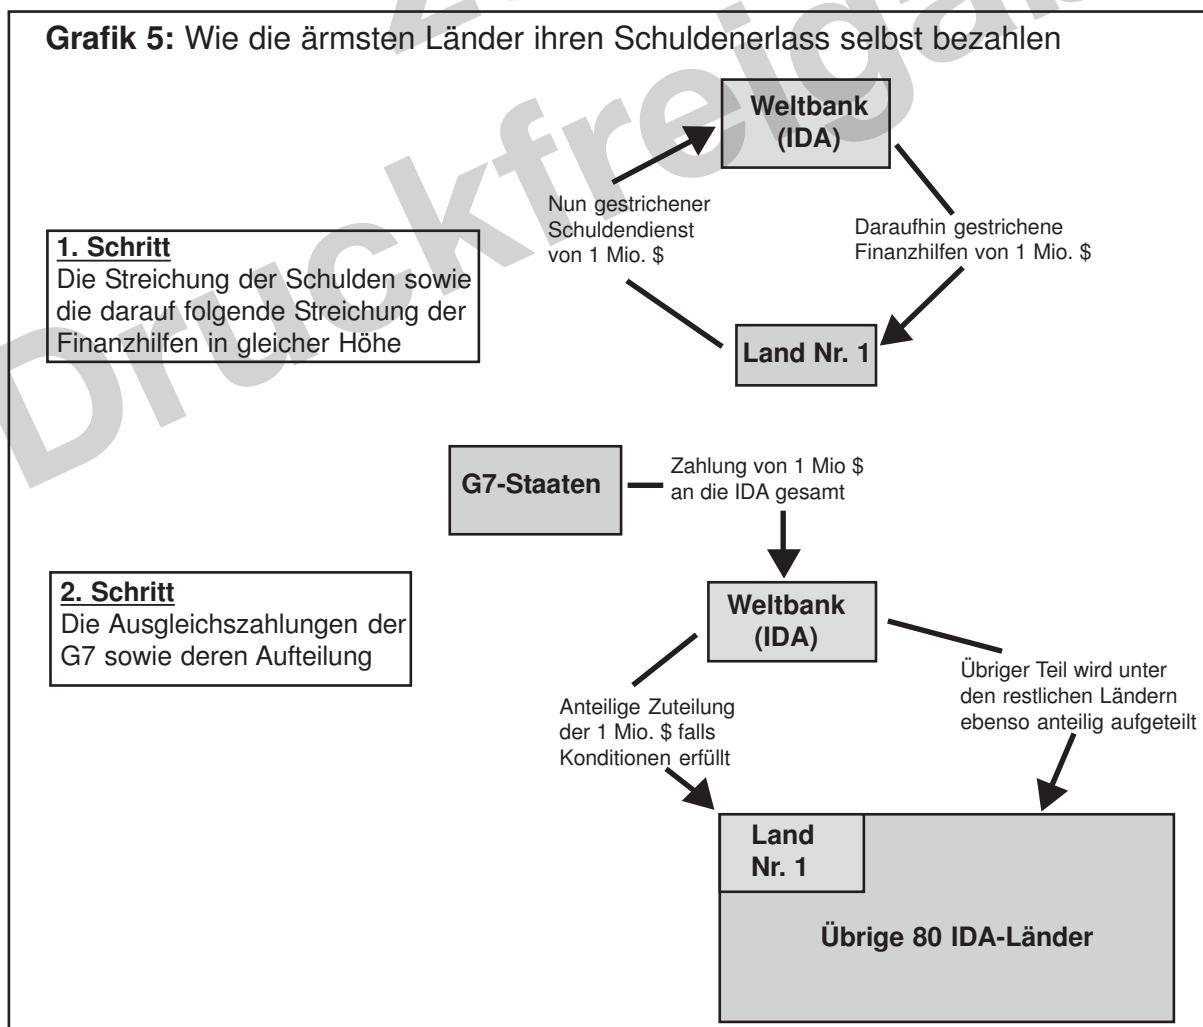 Grafik 5: Wie die ärmsten Länder ihren Schuldenerlass selbst bezahlen
Weltbank
(IDA)
Nun gestrichener
Schuldendienst
von 1 Mio. $
Daraufhin gestrichene
Finanzhilfen von 1 Mio. $
1. Schritt
Die Streichung der Schulden sowie
die darauf folgende Streichung der
Finanzhilfen in gleicher Höhe
Land Nr. 1
G7-Staaten
Zahlung von 1 Mio $
an die IDA gesamt
2. Schritt
Die Ausgleichszahlungen der
G7 sowie deren Aufteilung
Weltbank
(IDA)
Anteilige Zuteilung
der 1 Mio. $ falls
Konditionen erfüllt
Übriger Teil wird unter
den restlichen Ländern
ebenso anteilig aufgeteilt
Land
Nr. 1
Übrige 80 IDA-Länder